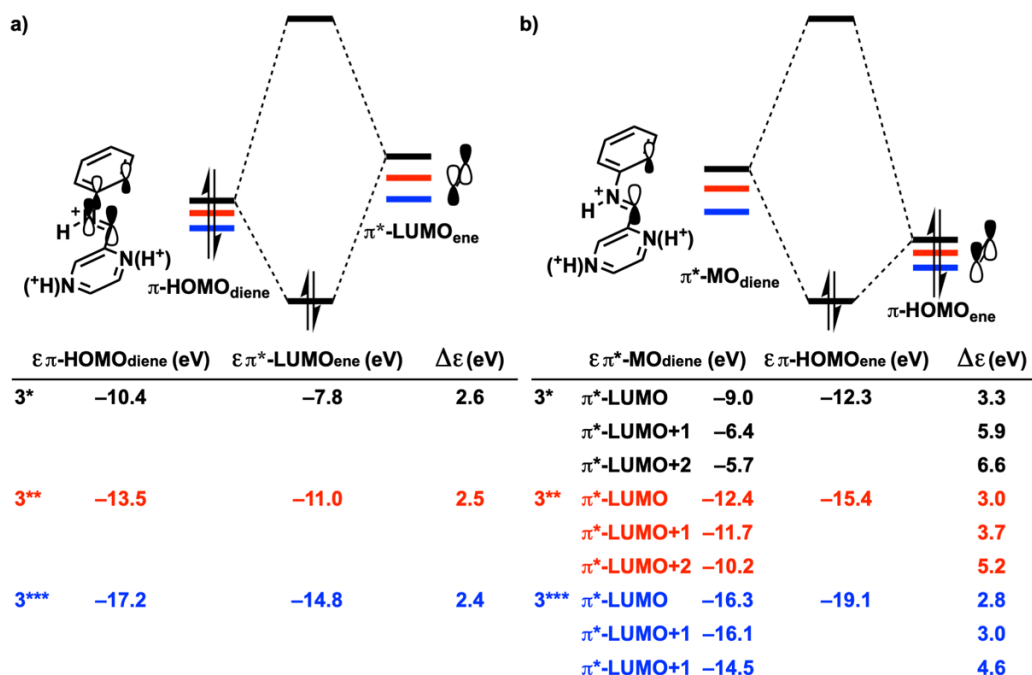 a)
N
+
H
N(H⁺)
(⁺H)N
π-HOMOdiene
π*-LUMOene
b)
+
N
H
N(H⁺)
(⁺H)N
π*-MOdiene
π-HOMOene
επ-HOMOdiene (eV) επ*-LUMOene (eV) Δε (eV)
3* –10.4 –7.8 2.6
3** –13.5 –11.0 2.5
3*** –17.2 –14.8 2.4
επ*-MOdiene (eV) επ-HOMOene (eV) Δε (eV)
3* π*-LUMO –9.0 –12.3 3.3
π*-LUMO+1 –6.4 5.9
π*-LUMO+2 –5.7 6.6
3** π*-LUMO –12.4 –15.4 3.0
π*-LUMO+1 –11.7 3.7
π*-LUMO+2 –10.2 5.2
3*** π*-LUMO –16.3 –19.1 2.8
π*-LUMO+1 –16.1 3.0
π*-LUMO+1 –14.5 4.6